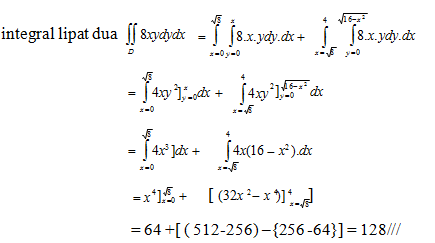 integral lipat dua ∬_D 8xydydx = ∫_{x=0}^{√8} ∫_{y=0}^{x} 8.x.ydy.dx + ∫_{x=√8}^{4} ∫_{y=0}^{√16-x²} 8.x.ydy.dx
= ∫_{x=0}^{√8} 4xy²]_{y=0}^{x} dx + ∫_{x=√8}^{4} 4xy²]_{y=0}^{√16-x²} dx
= ∫_{x=0}^{√8} 4x³]dx + ∫_{x=√8}^{4} 4x(16 – x²).dx
= x⁴]_{x=0}^{√8} + [(32x² – x⁴)]_{x=√8}^{4}]
= 64 +[(512-256)–{256-64}] = 128///